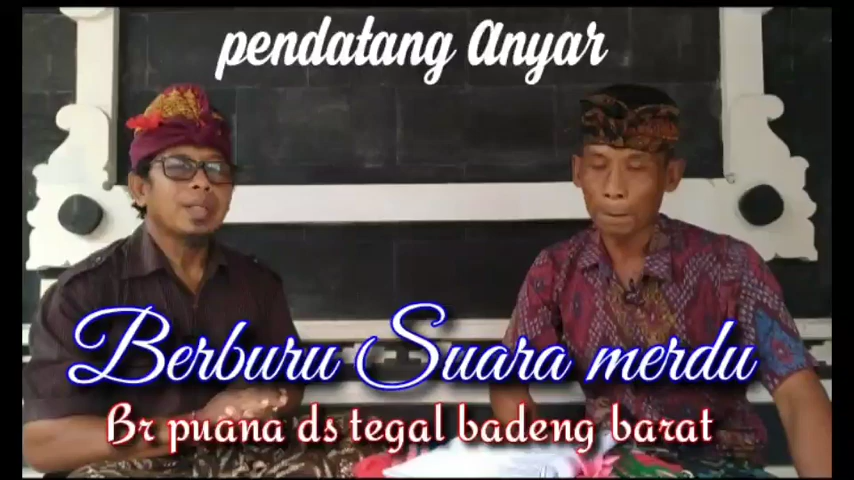 pendatang Anyar
Berburu Suara merdu
Br puana ds tegal badeng barat